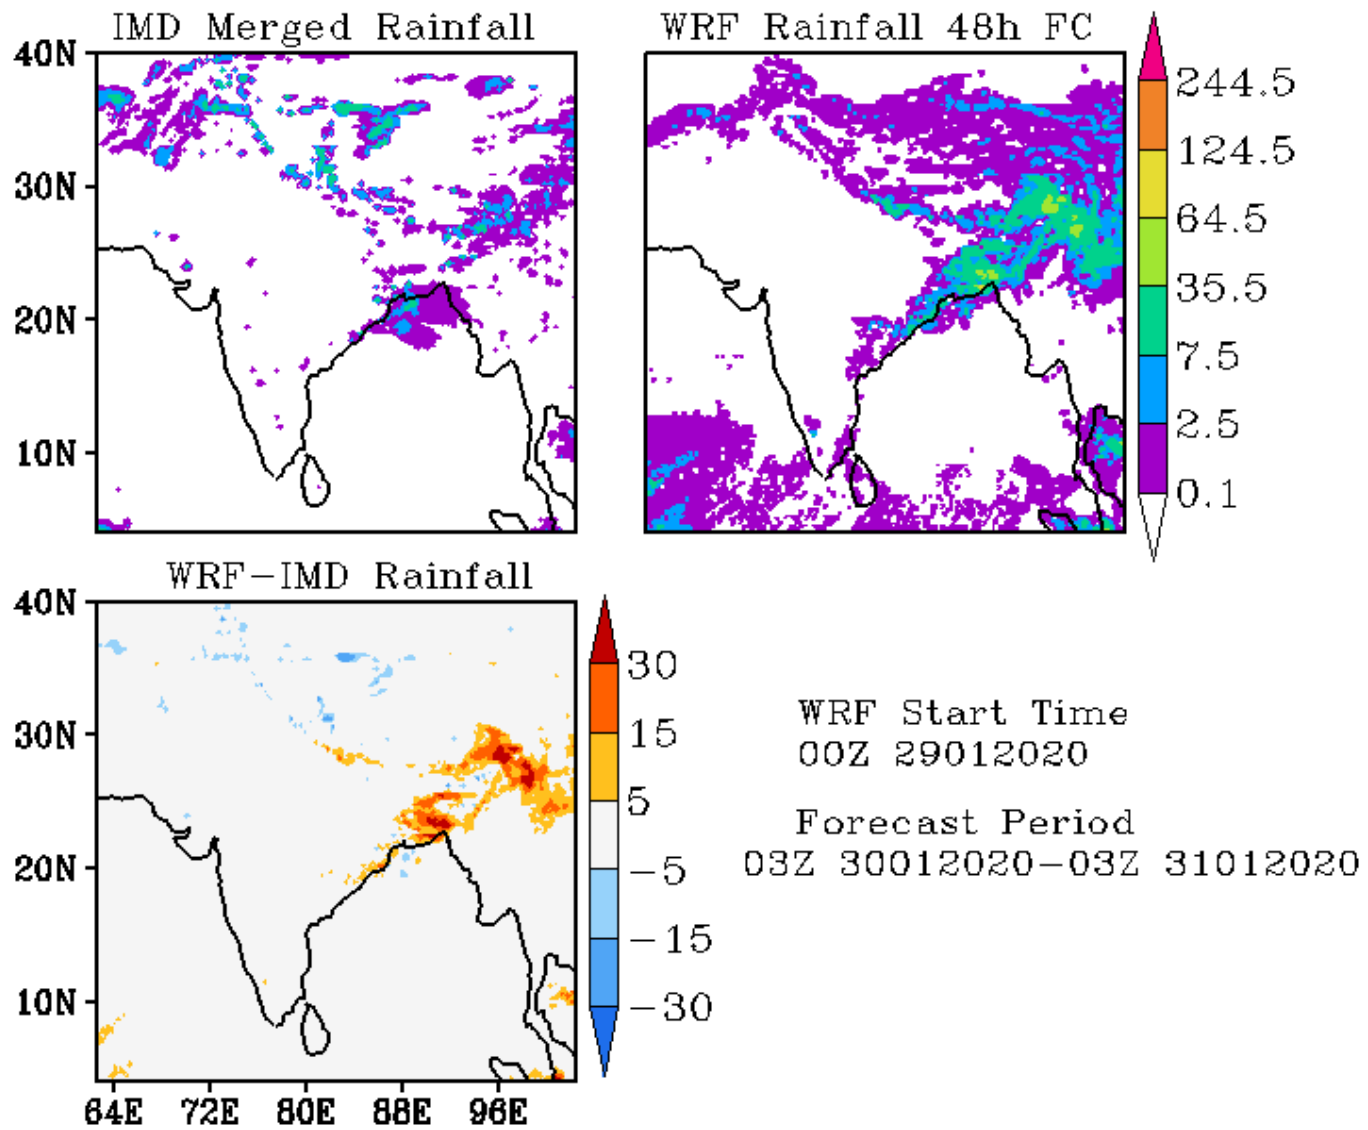 IMD Merged Rainfall
WRF Rainfall 48h FC
40N
30N
20N
10N
244.5
124.5
64.5
35.5
7.5
2.5
0.1
WRF-IMD Rainfall
40N
30N
20N
10N
64E 72E 80E 88E 96E
30
15
5
-5
-15
-30
WRF Start Time
00Z 29012020
Forecast Period
03Z 30012020-03Z 31012020